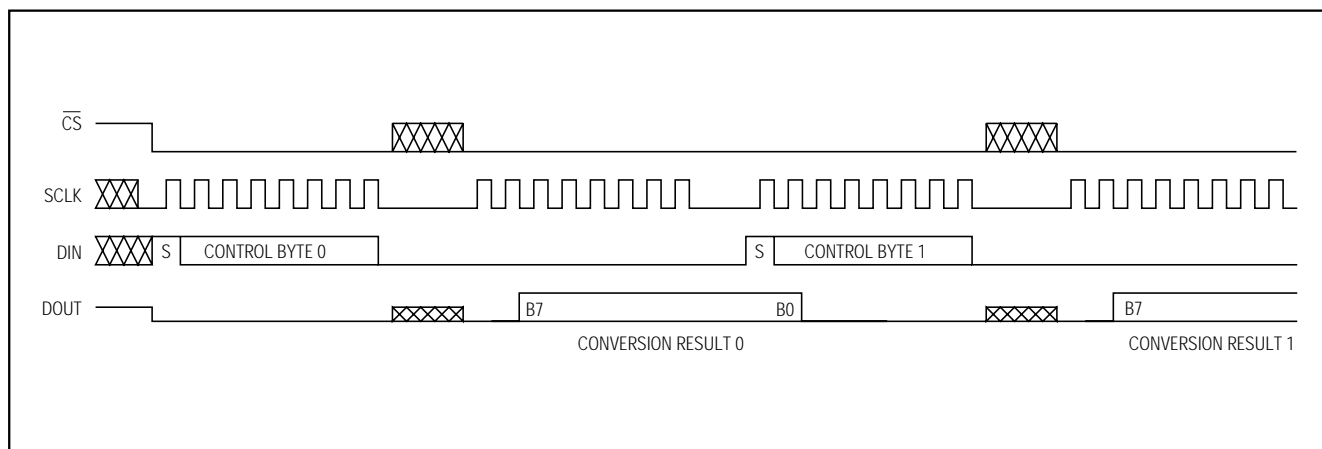 CS
SCLK
DIN
S
CONTROL BYTE 0
S
CONTROL BYTE 1
DOUT
B7
B0
B7
CONVERSION RESULT 0
CONVERSION RESULT 1